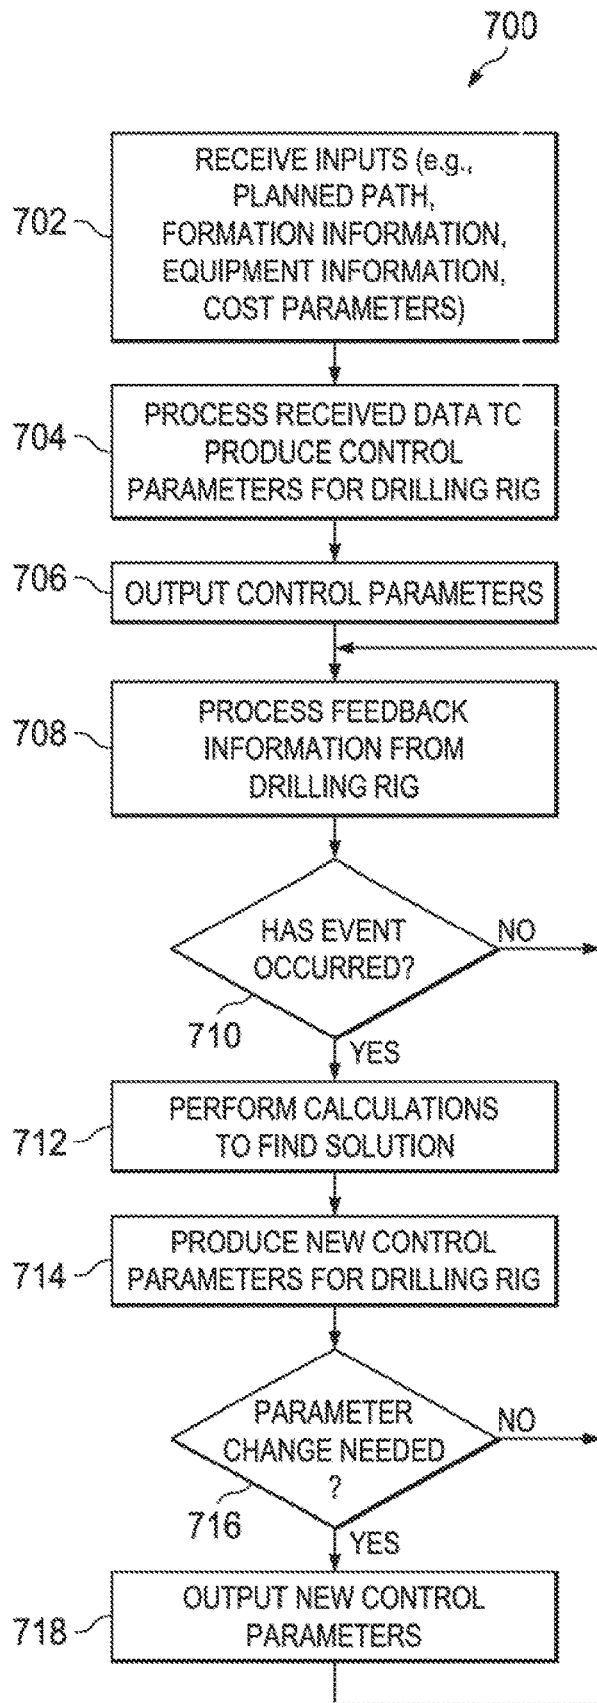 700
702
RECEIVE INPUTS (e.g.,
PLANNED PATH,
FORMATION INFORMATION,
EQUIPMENT INFORMATION,
COST PARAMETERS)
704
PROCESS RECEIVED DATA TO
PRODUCE CONTROL
PARAMETERS FOR DRILLING RIG
706
OUTPUT CONTROL PARAMETERS
708
PROCESS FEEDBACK
INFORMATION FROM
DRILLING RIG
HAS EVENT
OCCURRED?
NO
710
YES
712
PERFORM CALCULATIONS
TO FIND SOLUTION
714
PRODUCE NEW CONTROL
PARAMETERS FOR DRILLING RIG
PARAMETER
CHANGE NEEDED
?
NO
716
YES
718
OUTPUT NEW CONTROL
PARAMETERS